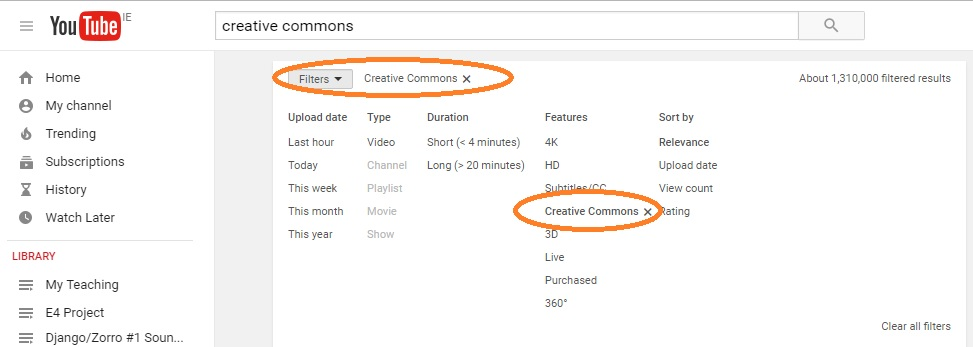 YouTube IE
creative commons
Home
My channel
Trending
Subscriptions
History
Watch Later
LIBRARY
My Teaching
E4 Project
Django/Zorro #1 Soun...
Filters Creative Commons × About 1,310,000 filtered results
Upload date Type Duration Features Sort by
Last hour Video Short (< 4 minutes) 4K Relevance
Today Channel Long (> 20 minutes) HD Upload date
This week Playlist Subtitles/CC View count
This month Movie Creative Commons × Rating
This year Show 3D
Live
Purchased
360°
Clear all filters